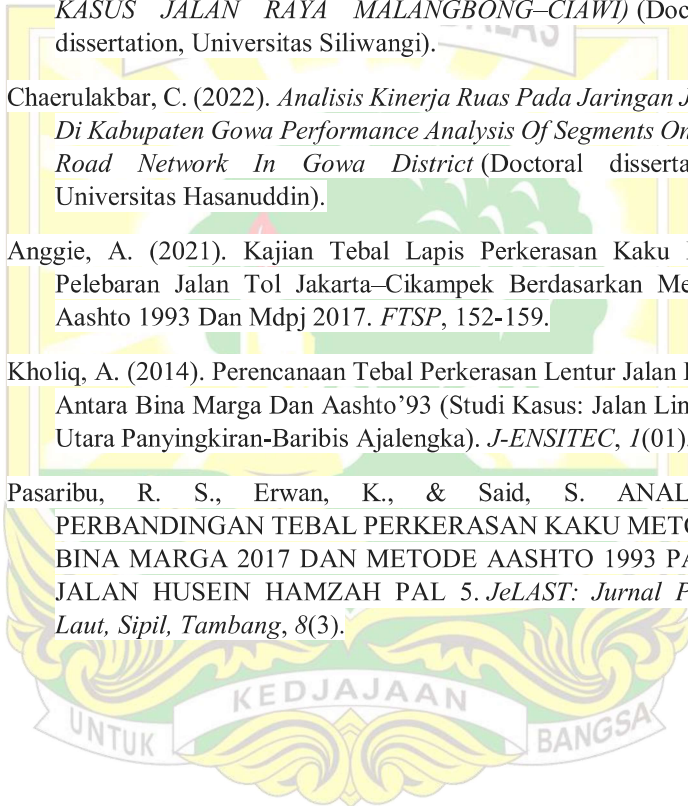 KASUS JALAN RAYA MALANGBONG–CIAWI) (Doc
dissertation, Universitas Siliwangi).
Chaerulakbar, C. (2022). Analisis Kinerja Ruas Pada Jaringan J
Di Kabupaten Gowa Performance Analysis Of Segments On
Road Network In Gowa District (Doctoral disserta
Universitas Hasanuddin).
Anggie, A. (2021). Kajian Tebal Lapis Perkerasan Kaku
Pelebaran Jalan Tol Jakarta–Cikampek Berdasarkan Me
Aashto 1993 Dan Mdpj 2017. FTSP, 152-159.
Kholiq, A. (2014). Perencanaan Tebal Perkerasan Lentur Jalan
Antara Bina Marga Dan Aashto’93 (Studi Kasus: Jalan Lin
Utara Panyingkiran-Baribis Ajalengka). J-ENSITEC, 1(01)
Pasaribu, R. S., Erwan, K., & Said, S. ANAL
PERBANDINGAN TEBAL PERKERASAN KAKU METO
BINA MARGA 2017 DAN METODE AASHTO 1993 PA
JALAN HUSEIN HAMZAH PAL 5. JeLAST: Jurnal P
Laut, Sipil, Tambang, 8(3).
UNTUK KEDJAJAAN BANGSA